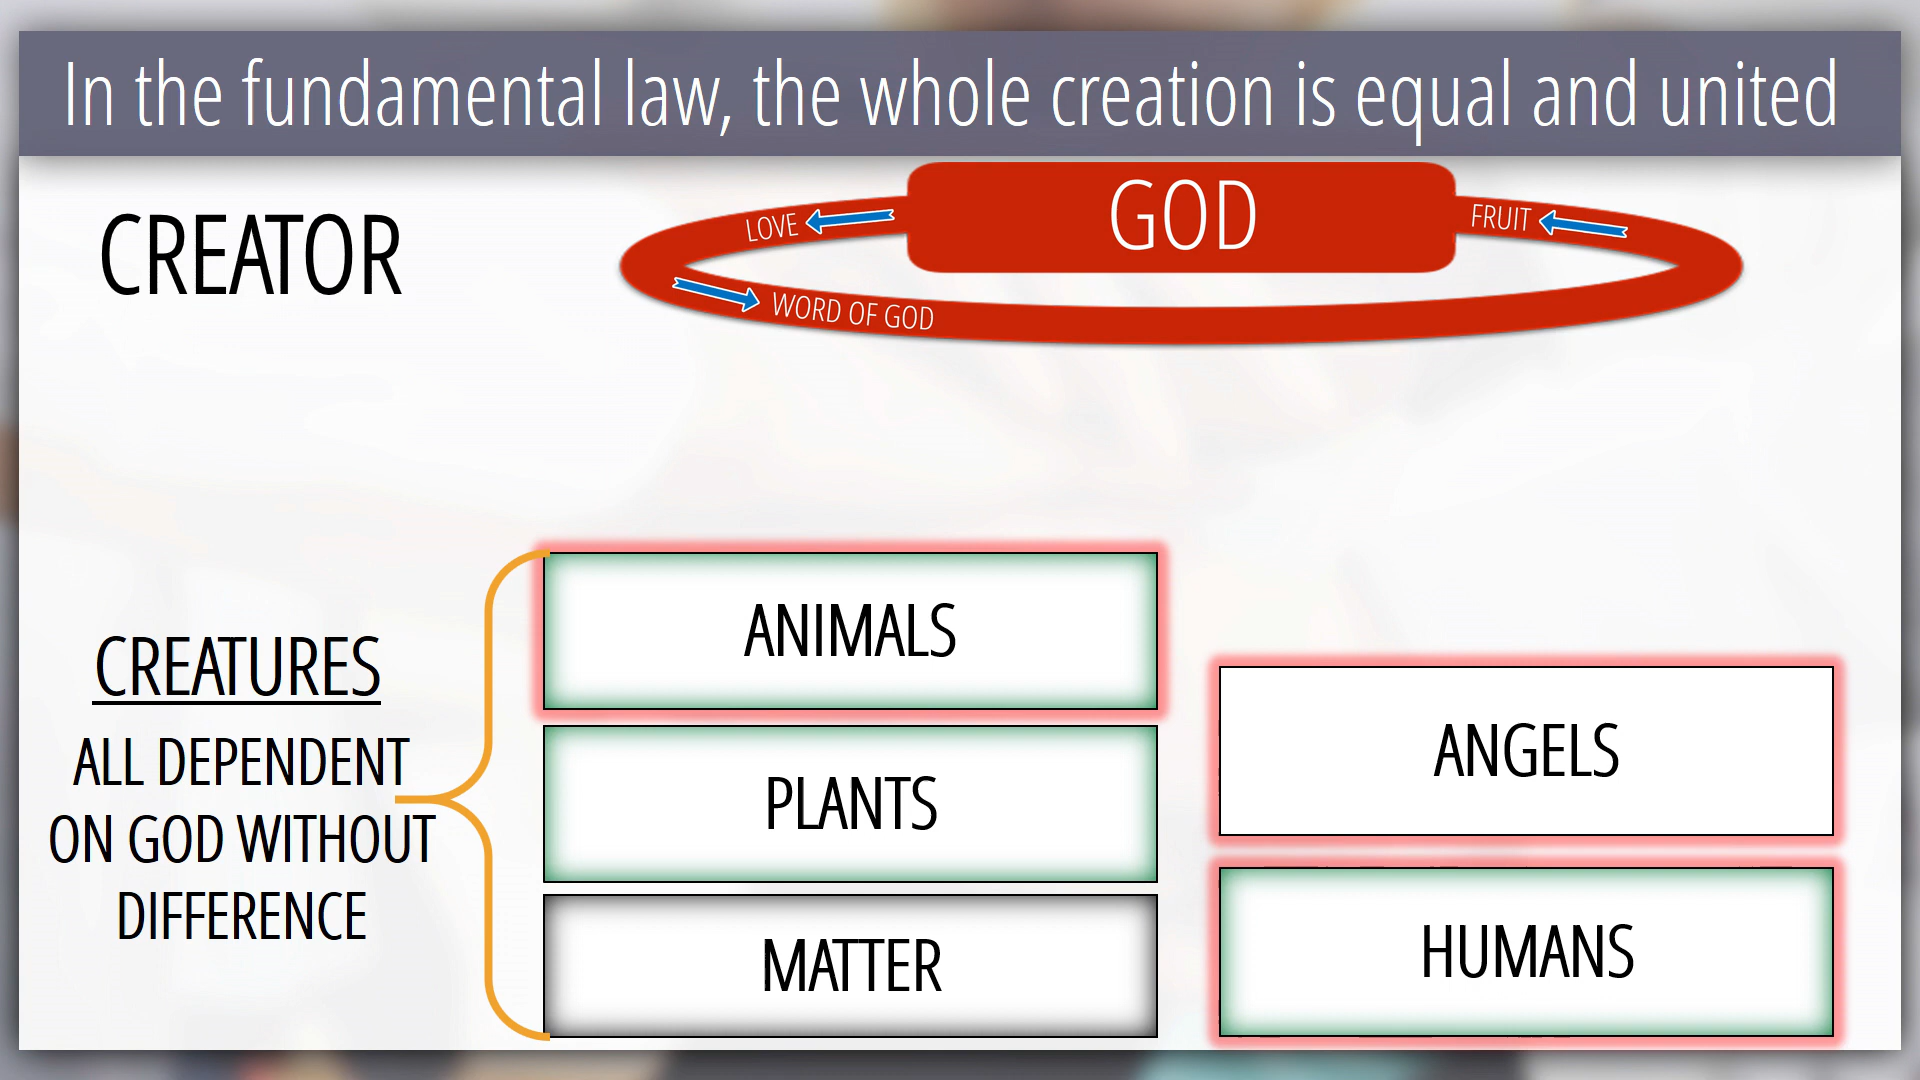 In the fundamental law, the whole creation is equal and united
CREATOR
GOD
LOVE
FRUIT
WORD OF GOD
CREATURES
ALL DEPENDENT
ON GOD WITHOUT
DIFFERENCE
ANIMALS
PLANTS
MATTER
ANGELS
HUMANS